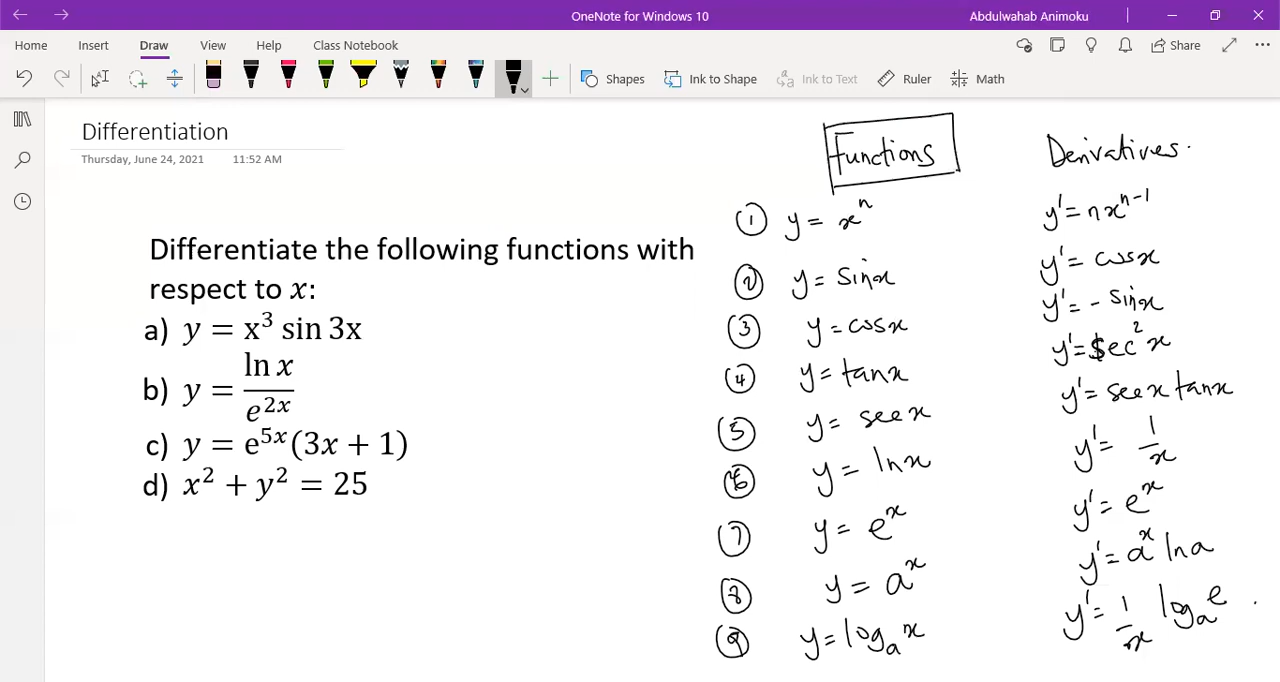 OneNote for Windows 10
Abdulwahab Animoku
Home Insert Draw View Help Class Notebook Share
Shapes Ink to Shape Ink to Text Ruler Math
Differentiation
Thursday, June 24, 2021 11:52 AM
Functions Derivatives.
Differentiate the following functions with
respect to x:
a) y = x³ sin 3x
b) y = ln x / e^{2x}
c) y = e^{5x}(3x + 1)
d) x² + y² = 25
① y = xⁿ y' = nx^{n-1}
② y = sinx y' = cosx
③ y = cosx y' = - sinx
④ y = tanx y' = sec²x
⑤ y = secx y' = secx tanx
⑥ y = lnx y' = 1/x
⑦ y = e^x y' = e^x
⑧ y = a^x y' = a^x ln a
⑨ y = log_a x y' = 1/x log_a e .